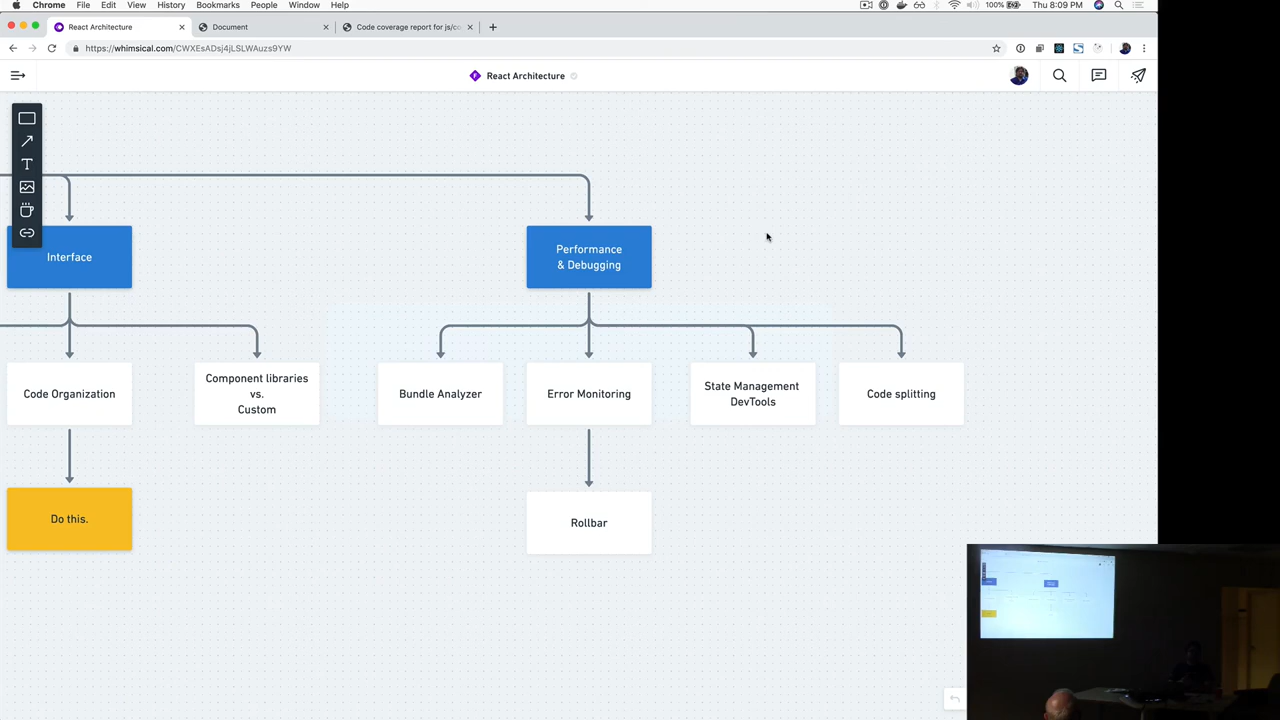 Chrome File Edit View History Bookmarks People Window Help 100% Thu 8:09 PM
React Architecture Document Code coverage report for js/co
https://whimsical.com/CWXEsADsj4jLSLWAuzs9YW
React Architecture
Interface
Performance
& Debugging
Code Organization
Component libraries
vs.
Custom
Bundle Analyzer
Error Monitoring
State Management
DevTools
Code splitting
Do this.
Rollbar